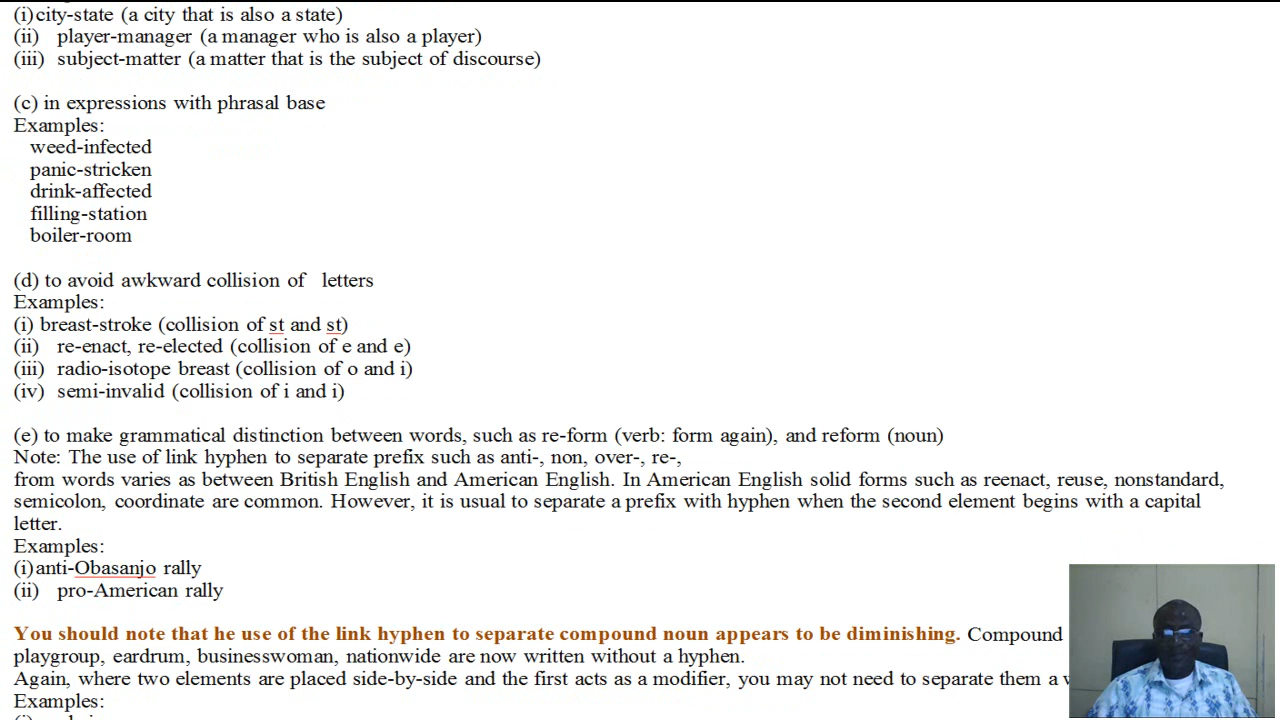 (i) city-state (a city that is also a state)
(ii) player-manager (a manager who is also a player)
(iii) subject-matter (a matter that is the subject of discourse)
(c) in expressions with phrasal base
Examples:
weed-infected
panic-stricken
drink-affected
filling-station
boiler-room
(d) to avoid awkward collision of letters
Examples:
(i) breast-stroke (collision of st and st)
(ii) re-enact, re-elected (collision of e and e)
(iii) radio-isotope breast (collision of o and i)
(iv) semi-invalid (collision of i and i)
(e) to make grammatical distinction between words, such as re-form (verb: form again), and reform (noun)
Note: The use of link hyphen to separate prefix such as anti-, non, over-, re-,
from words varies as between British English and American English. In American English solid forms such as reenact, reuse, nonstandard,
semicolon, coordinate are common. However, it is usual to separate a prefix with hyphen when the second element begins with a capital
letter.
Examples:
(i) anti-Obasanjo rally
(ii) pro-American rally
You should note that he use of the link hyphen to separate compound noun appears to be diminishing. Compound
playgroup, eardrum, businesswoman, nationwide are now written without a hyphen.
Again, where two elements are placed side-by-side and the first acts as a modifier, you may not need to separate them a
Examples: